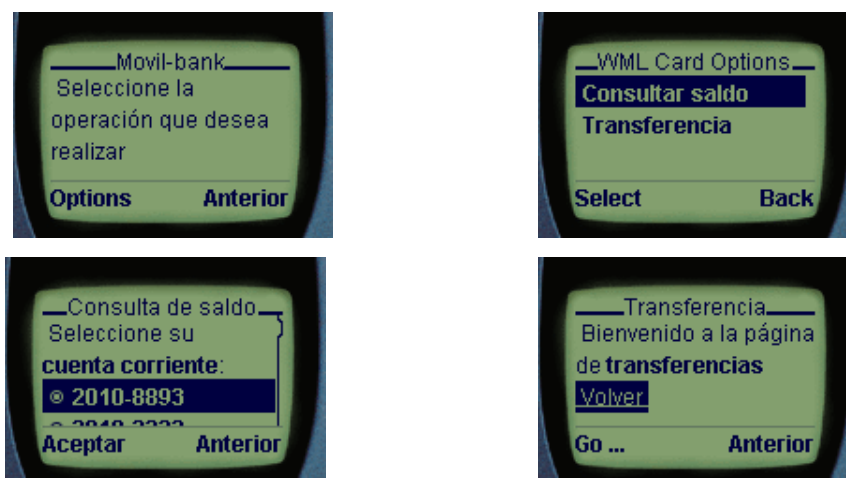 Movil-bank
Seleccione la
operación que desea
realizar
Options Anterior
WML Card Options
Consultar saldo
Transferencia
Select Back
Consulta de saldo
Seleccione su
cuenta corriente:
2010-8893
Aceptar Anterior
Transferencia
Bienvenido a la página
de transferencias
Volver
Go ... Anterior